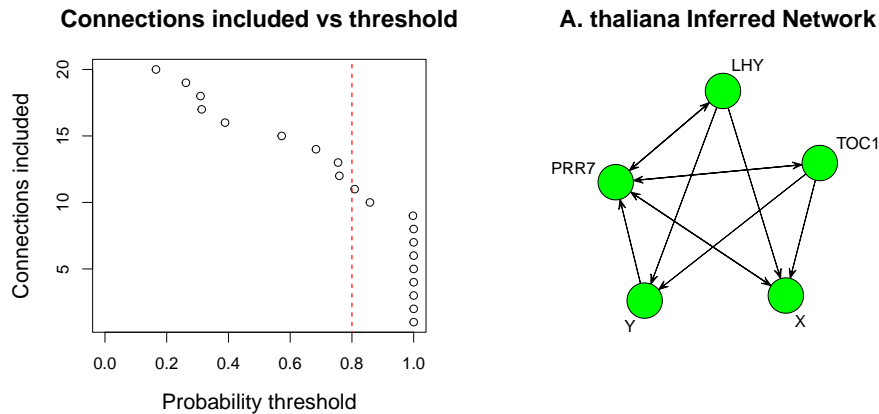 Connections included vs threshold
A. thaliana Inferred Network
Connections included
20
15
10
5
0.0 0.2 0.4 0.6 0.8 1.0
Probability threshold
LHY
TOC1
PRR7
Y
X